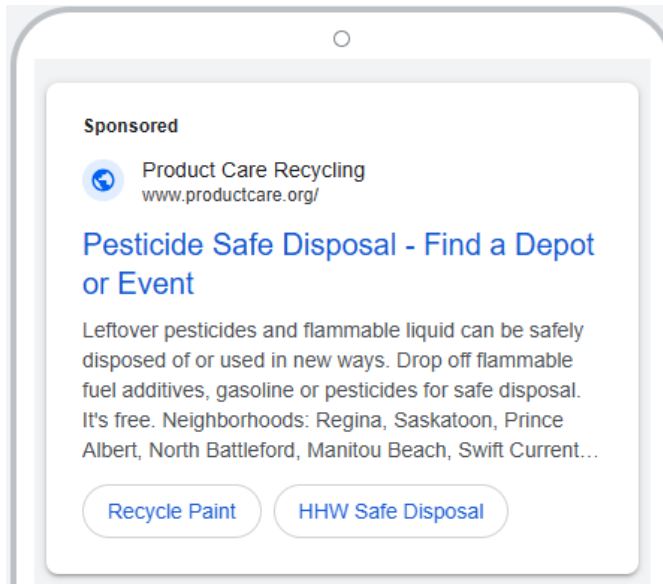 Sponsored
Product Care Recycling
www.productcare.org/
Pesticide Safe Disposal - Find a Depot
or Event
Leftover pesticides and flammable liquid can be safely
disposed of or used in new ways. Drop off flammable
fuel additives, gasoline or pesticides for safe disposal.
It's free. Neighborhoods: Regina, Saskatoon, Prince
Albert, North Battleford, Manitou Beach, Swift Current…
Recycle Paint
HHW Safe Disposal